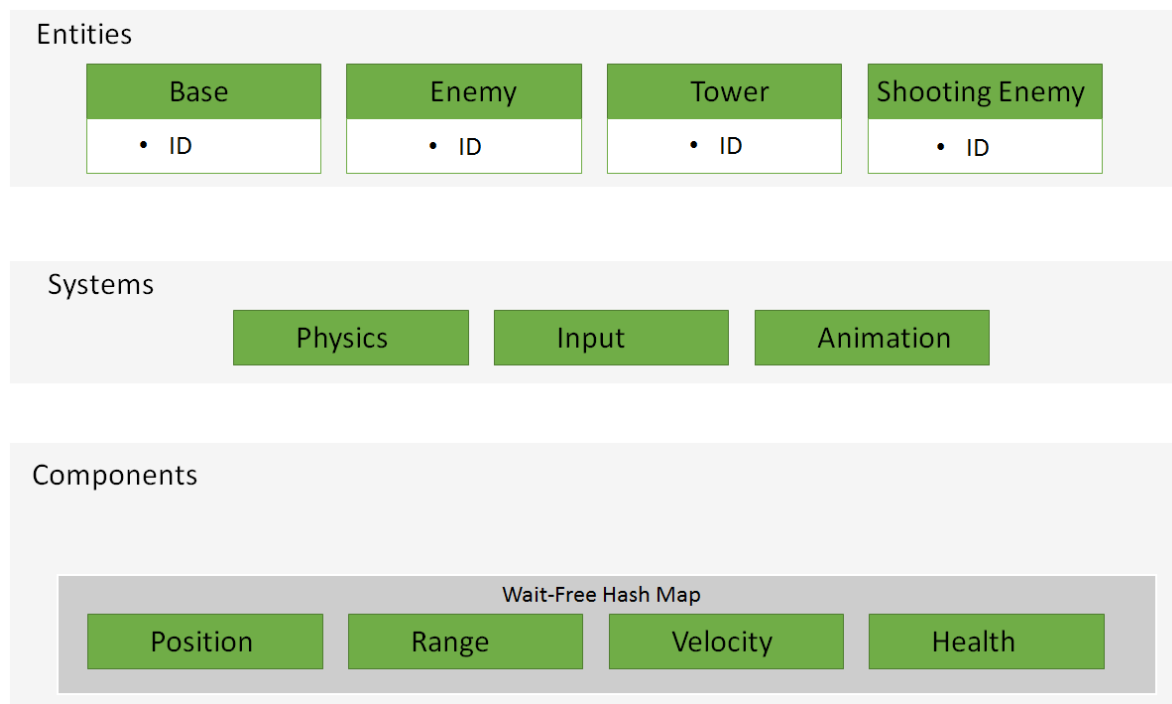 Entities
Base Enemy Tower Shooting Enemy
• ID • ID • ID • ID
Systems
Physics Input Animation
Components
Wait-Free Hash Map
Position Range Velocity Health